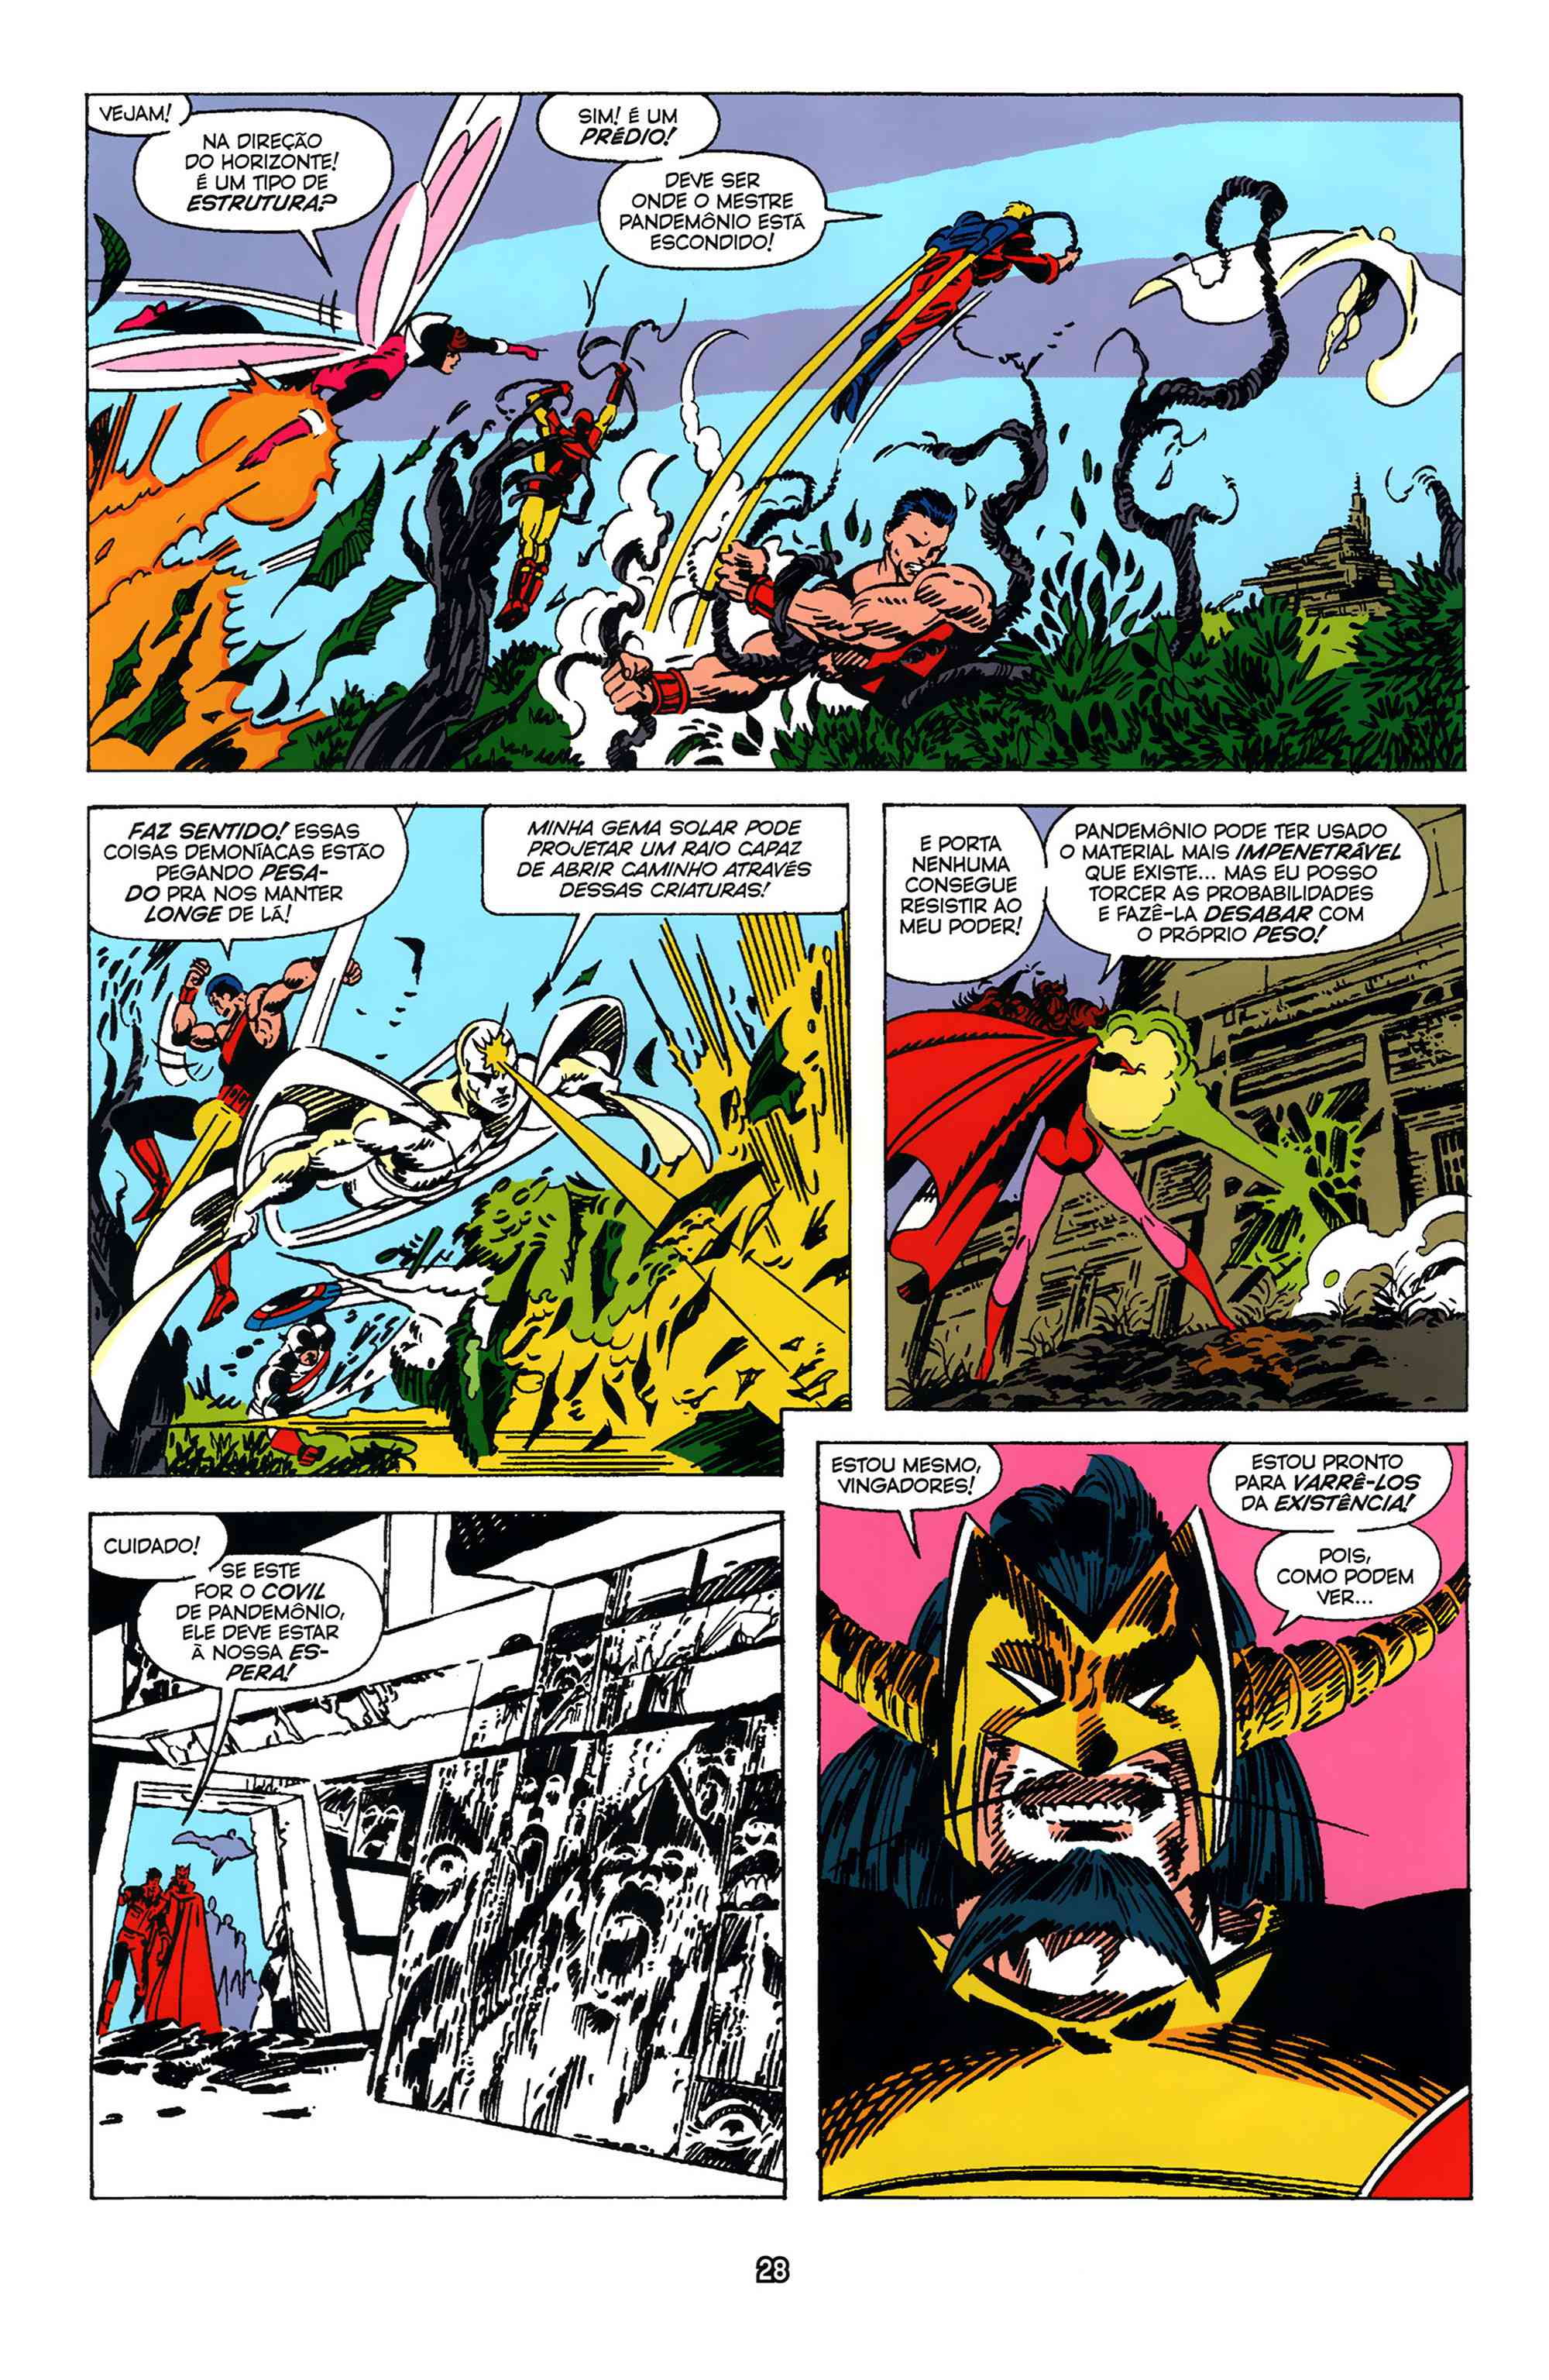 VEJAM!
NA DIREÇÃO
DO HORIZONTE!
É UM TIPO DE
ESTRUTURA?
SIM! É UM
PRÉDIO!
DEVE SER
ONDE O MESTRE
PANDEMÔNIO ESTÁ
ESCONDIDO!
FAZ SENTIDO! ESSAS
COISAS DEMONÍACAS ESTÃO
PEGANDO PESA-
DO PRA NOS MANTER
LONGE DE LÁ!
MINHA GEMA SOLAR PODE
PROJETAR UM RAIO CAPAZ
DE ABRIR CAMINHO ATRAVÉS
DESSAS CRIATURAS!
E PORTA
NENHUMA
CONSEGUE
RESISTIR AO
MEU PODER!
PANDEMÔNIO PODE TER USADO
O MATERIAL MAIS IMPENETRÁVEL
QUE EXISTE... MAS EU POSSO
TORCER AS PROBABILIDADES
E FAZÊ-LA DESABAR COM
O PRÓPRIO PESO!
CUIDADO!
SE ESTE
FOR O COVIL
DE PANDEMÔNIO,
ELE DEVE ESTAR
À NOSSA ES-
PERA!
ESTOU MESMO,
VINGADORES!
ESTOU PRONTO
PARA VARRÊ-LOS
DA EXISTÊNCIA!
POIS,
COMO PODEM
VER...
28